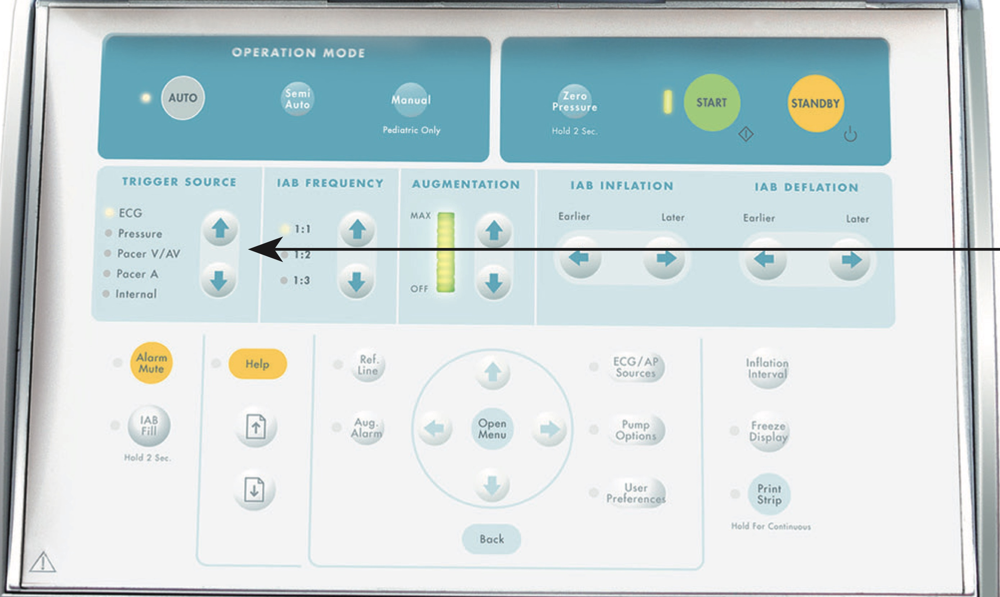 OPERATION MODE
AUTO
Semi
Auto
Manual
Pediatric Only
Zero
Pressure
Hold 2 Sec.
START
STANDBY
TRIGGER SOURCE
ECG
Pressure
Pacer V/AV
Pacer A
Internal
IAB FREQUENCY
1:1
1:2
1:3
AUGMENTATION
MAX
OFF
IAB INFLATION
Earlier
Later
IAB DEFLATION
Earlier
Later
Alarm
Mute
IAB
Fill
Hold 2 Sec.
Help
Ref.
Line
Aug.
Alarm
Open
Menu
Back
ECG/AP
Sources
Pump
Options
User
Preferences
Inflation
Interval
Freeze
Display
Print
Strip
Hold For Continuous